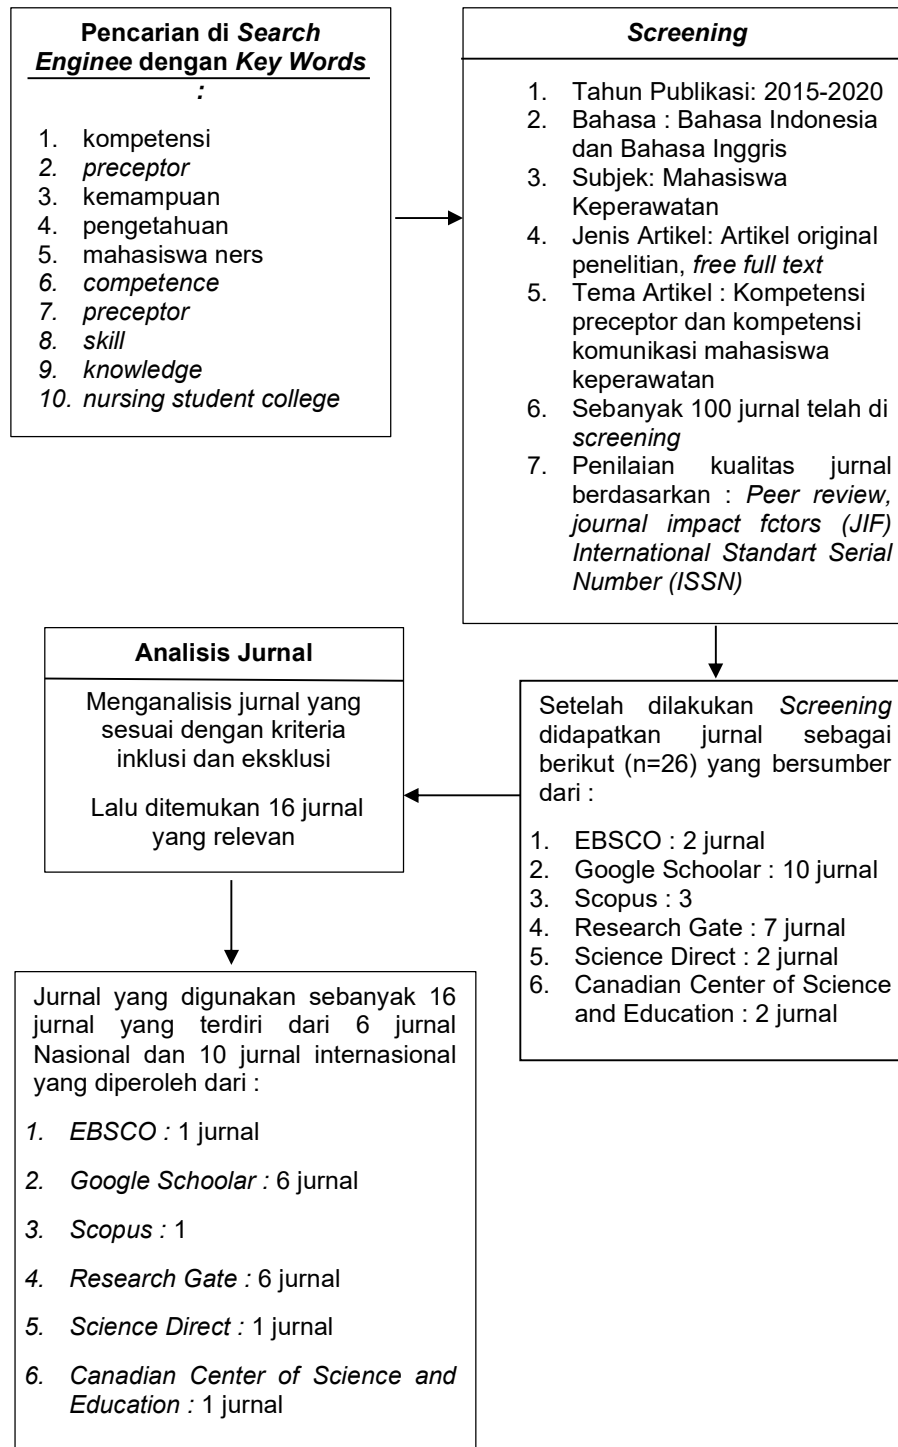 Pencarian di Search
Enginee dengan Key Words
:
1. kompetensi
2. preceptor
3. kemampuan
4. pengetahuan
5. mahasiswa ners
6. competence
7. preceptor
8. skill
9. knowledge
10. nursing student college
Screening
1. Tahun Publikasi: 2015-2020
2. Bahasa : Bahasa Indonesia
dan Bahasa Inggris
3. Subjek: Mahasiswa
Keperawatan
4. Jenis Artikel: Artikel original
penelitian, free full text
5. Tema Artikel : Kompetensi
preceptor dan kompetensi
komunikasi mahasiswa
keperawatan
6. Sebanyak 100 jurnal telah di
screening
7. Penilaian kualitas jurnal
berdasarkan : Peer review,
journal impact fctors (JIF)
International Standart Serial
Number (ISSN)
Setelah dilakukan Screening
didapatkan jurnal sebagai
berikut (n=26) yang bersumber
dari :
1. EBSCO : 2 jurnal
2. Google Schoolar : 10 jurnal
3. Scopus : 3
4. Research Gate : 7 jurnal
5. Science Direct : 2 jurnal
6. Canadian Center of Science
and Education : 2 jurnal
Analisis Jurnal
Menganalisis jurnal yang
sesuai dengan kriteria
inklusi dan eksklusi
Lalu ditemukan 16 jurnal
yang relevan
Jurnal yang digunakan sebanyak 16
jurnal yang terdiri dari 6 jurnal
Nasional dan 10 jurnal internasional
yang diperoleh dari :
1. EBSCO : 1 jurnal
2. Google Schoolar : 6 jurnal
3. Scopus : 1
4. Research Gate : 6 jurnal
5. Science Direct : 1 jurnal
6. Canadian Center of Science and
Education : 1 jurnal